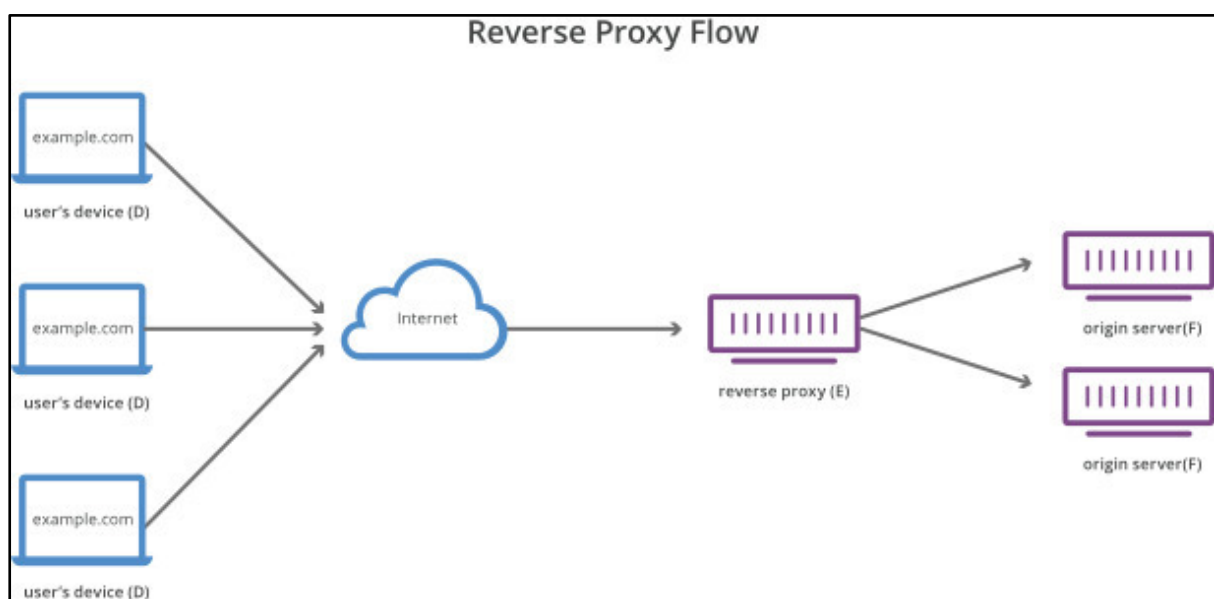 Reverse Proxy Flow
example.com
user's device (D)
example.com
user's device (D)
example.com
user's device (D)
Internet
reverse proxy (E)
origin server(F)
origin server(F)